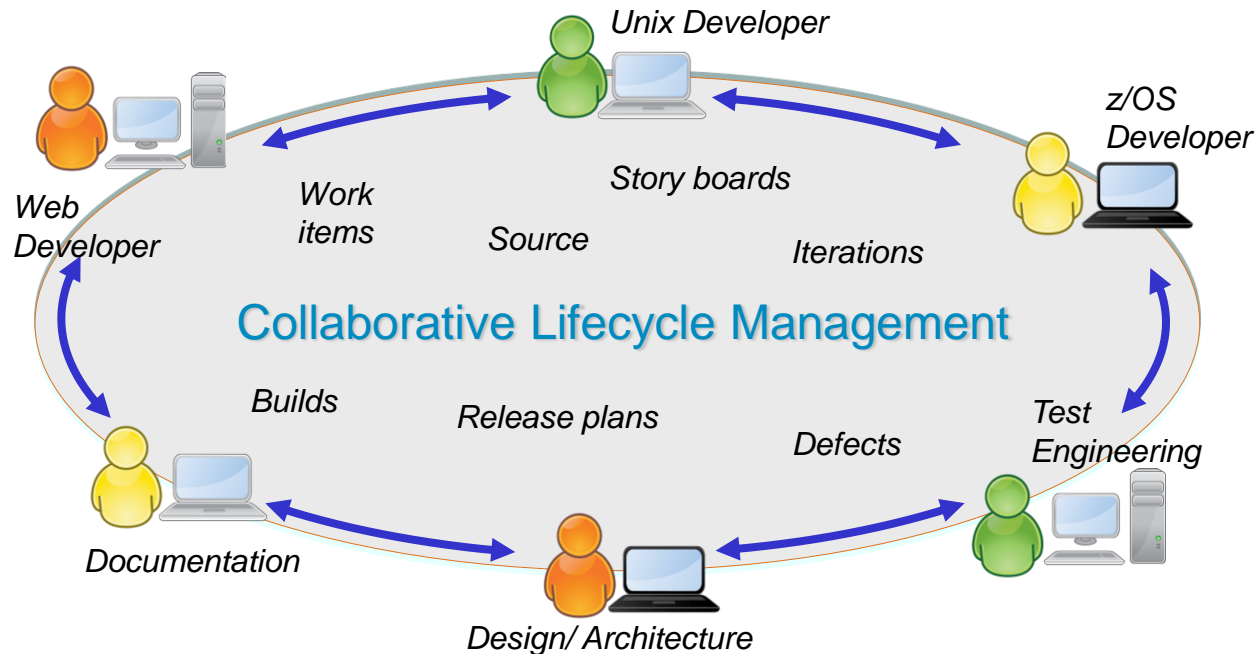 Unix Developer
z/OS
Developer
Story boards
Work
items
Web
Developer
Source
Iterations
Collaborative Lifecycle Management
Builds
Release plans
Defects
Test
Engineering
Documentation
Design/ Architecture